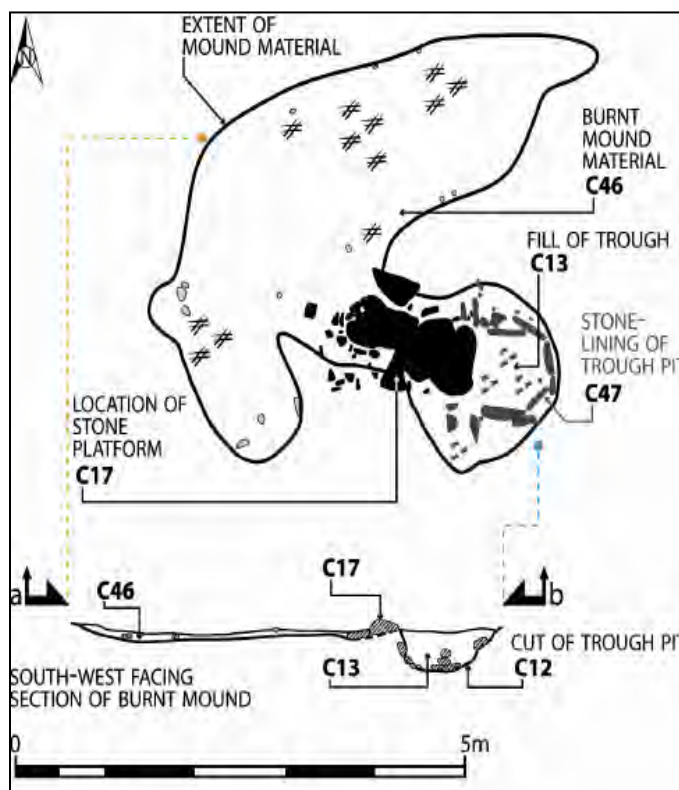 EXTENT OF
MOUND MATERIAL
N
BURNT
MOUND
MATERIAL
C46
FILL OF TROUGH
C13
STONE-
LINING OF
TROUGH PIT
C47
LOCATION OF
STONE
PLATFORM
C17
a
C46
C17
b
C13
CUT OF TROUGH PIT
C12
SOUTH-WEST FACING
SECTION OF BURNT MOUND
0
5m